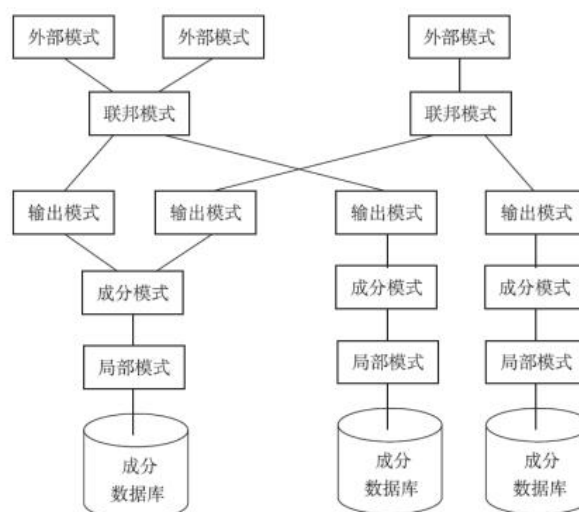 外部模式
外部模式
外部模式
联邦模式
联邦模式
输出模式
输出模式
输出模式
输出模式
成分模式
成分模式
成分模式
局部模式
局部模式
局部模式
成分
数据库
成分
数据库
成分
数据库